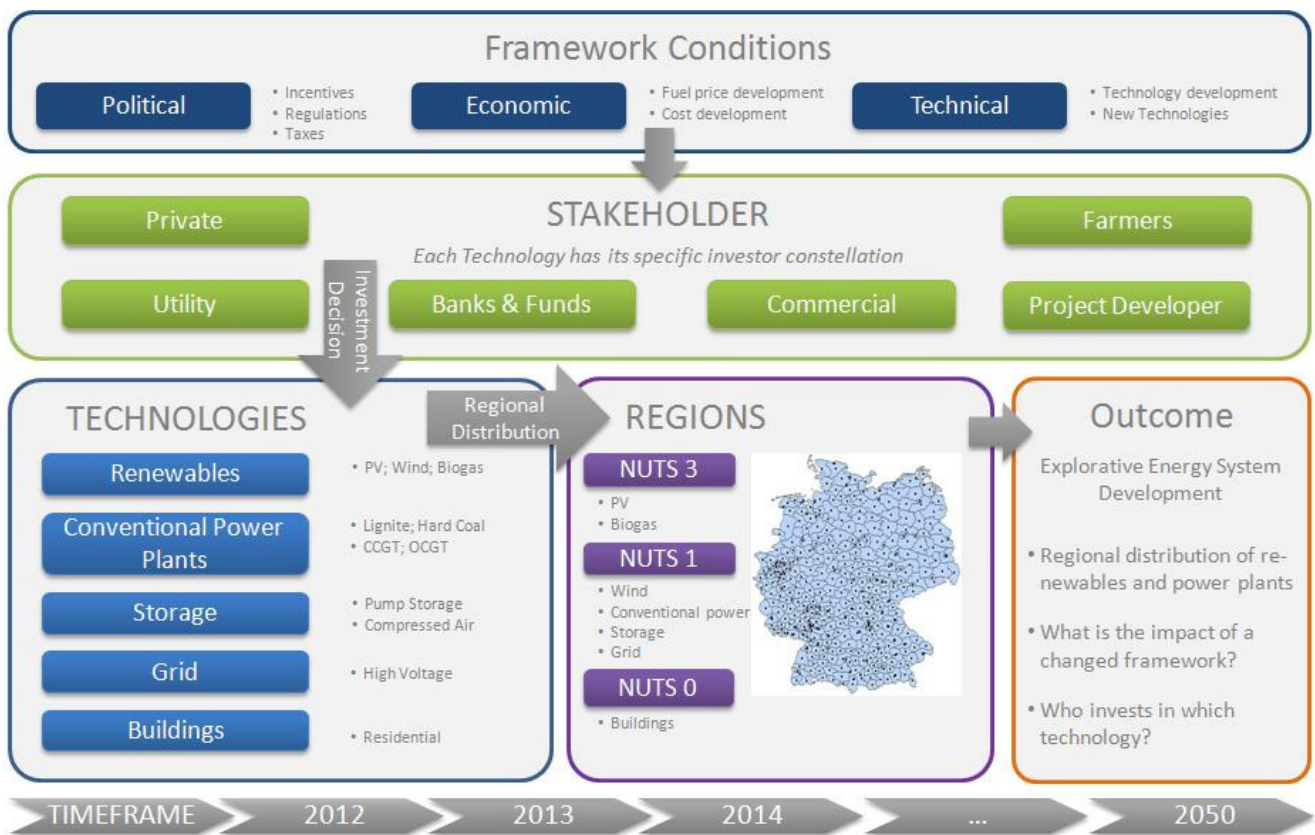 Framework Conditions
Political
• Incentives
• Regulations
• Taxes
Economic
• Fuel price development
• Cost development
Technical
• Technology development
• New Technologies
STAKEHOLDER
Each Technology has its specific investor constellation
Private
Farmers
Utility
Banks & Funds
Commercial
Project Developer
Investment
Decision
TECHNOLOGIES
Renewables
• PV; Wind; Biogas
Conventional Power
Plants
• Lignite; Hard Coal
• CCGT; OCGT
Storage
• Pump Storage
• Compressed Air
Grid
• High Voltage
Buildings
• Residential
Regional
Distribution
REGIONS
NUTS 3
• PV
• Biogas
NUTS 1
• Wind
• Conventional power
• Storage
• Grid
NUTS 0
• Buildings
Outcome
Explorative Energy System
Development
• Regional distribution of re-
newables and power plants
• What is the impact of a
changed framework?
• Who invests in which
technology?
TIMEFRAME
2012
2013
2014
...
2050